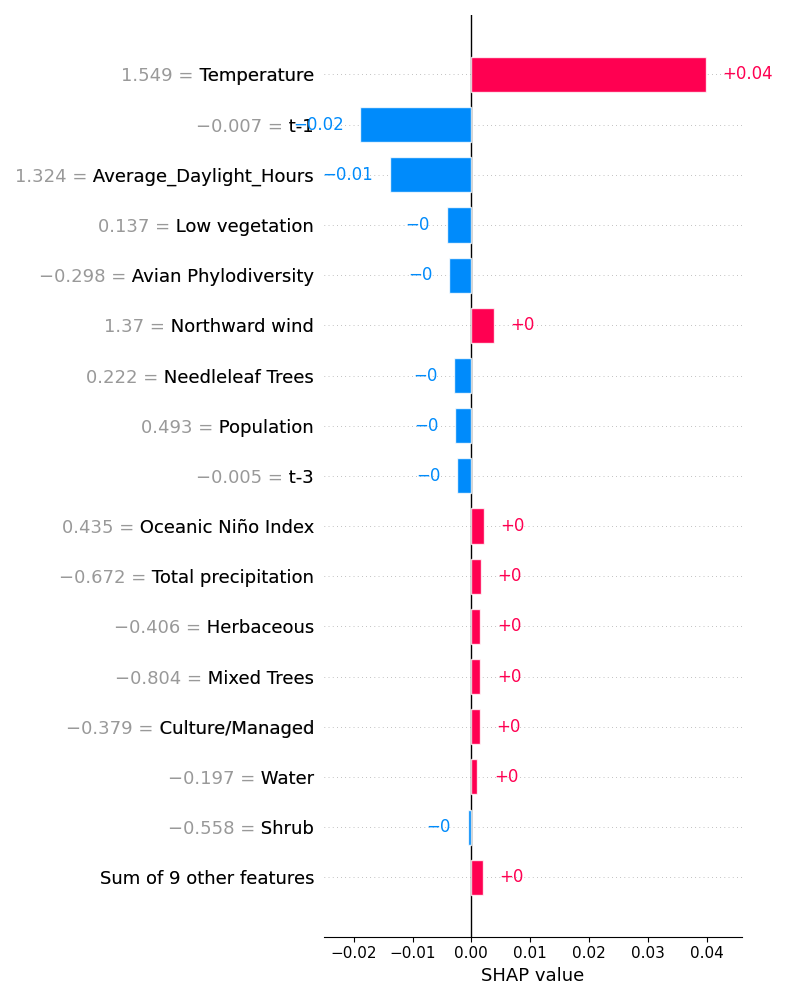 1.549 = Temperature +0.04
−0.007 = t-1 −0.02
1.324 = Average_Daylight_Hours −0.01
0.137 = Low vegetation −0
−0.298 = Avian Phylodiversity −0
1.37 = Northward wind +0
0.222 = Needleleaf Trees −0
0.493 = Population −0
−0.005 = t-3 −0
0.435 = Oceanic Niño Index +0
−0.672 = Total precipitation +0
−0.406 = Herbaceous +0
−0.804 = Mixed Trees +0
−0.379 = Culture/Managed +0
−0.197 = Water +0
−0.558 = Shrub −0
Sum of 9 other features +0
−0.02 −0.01 0.00 0.01 0.02 0.03 0.04
SHAP value